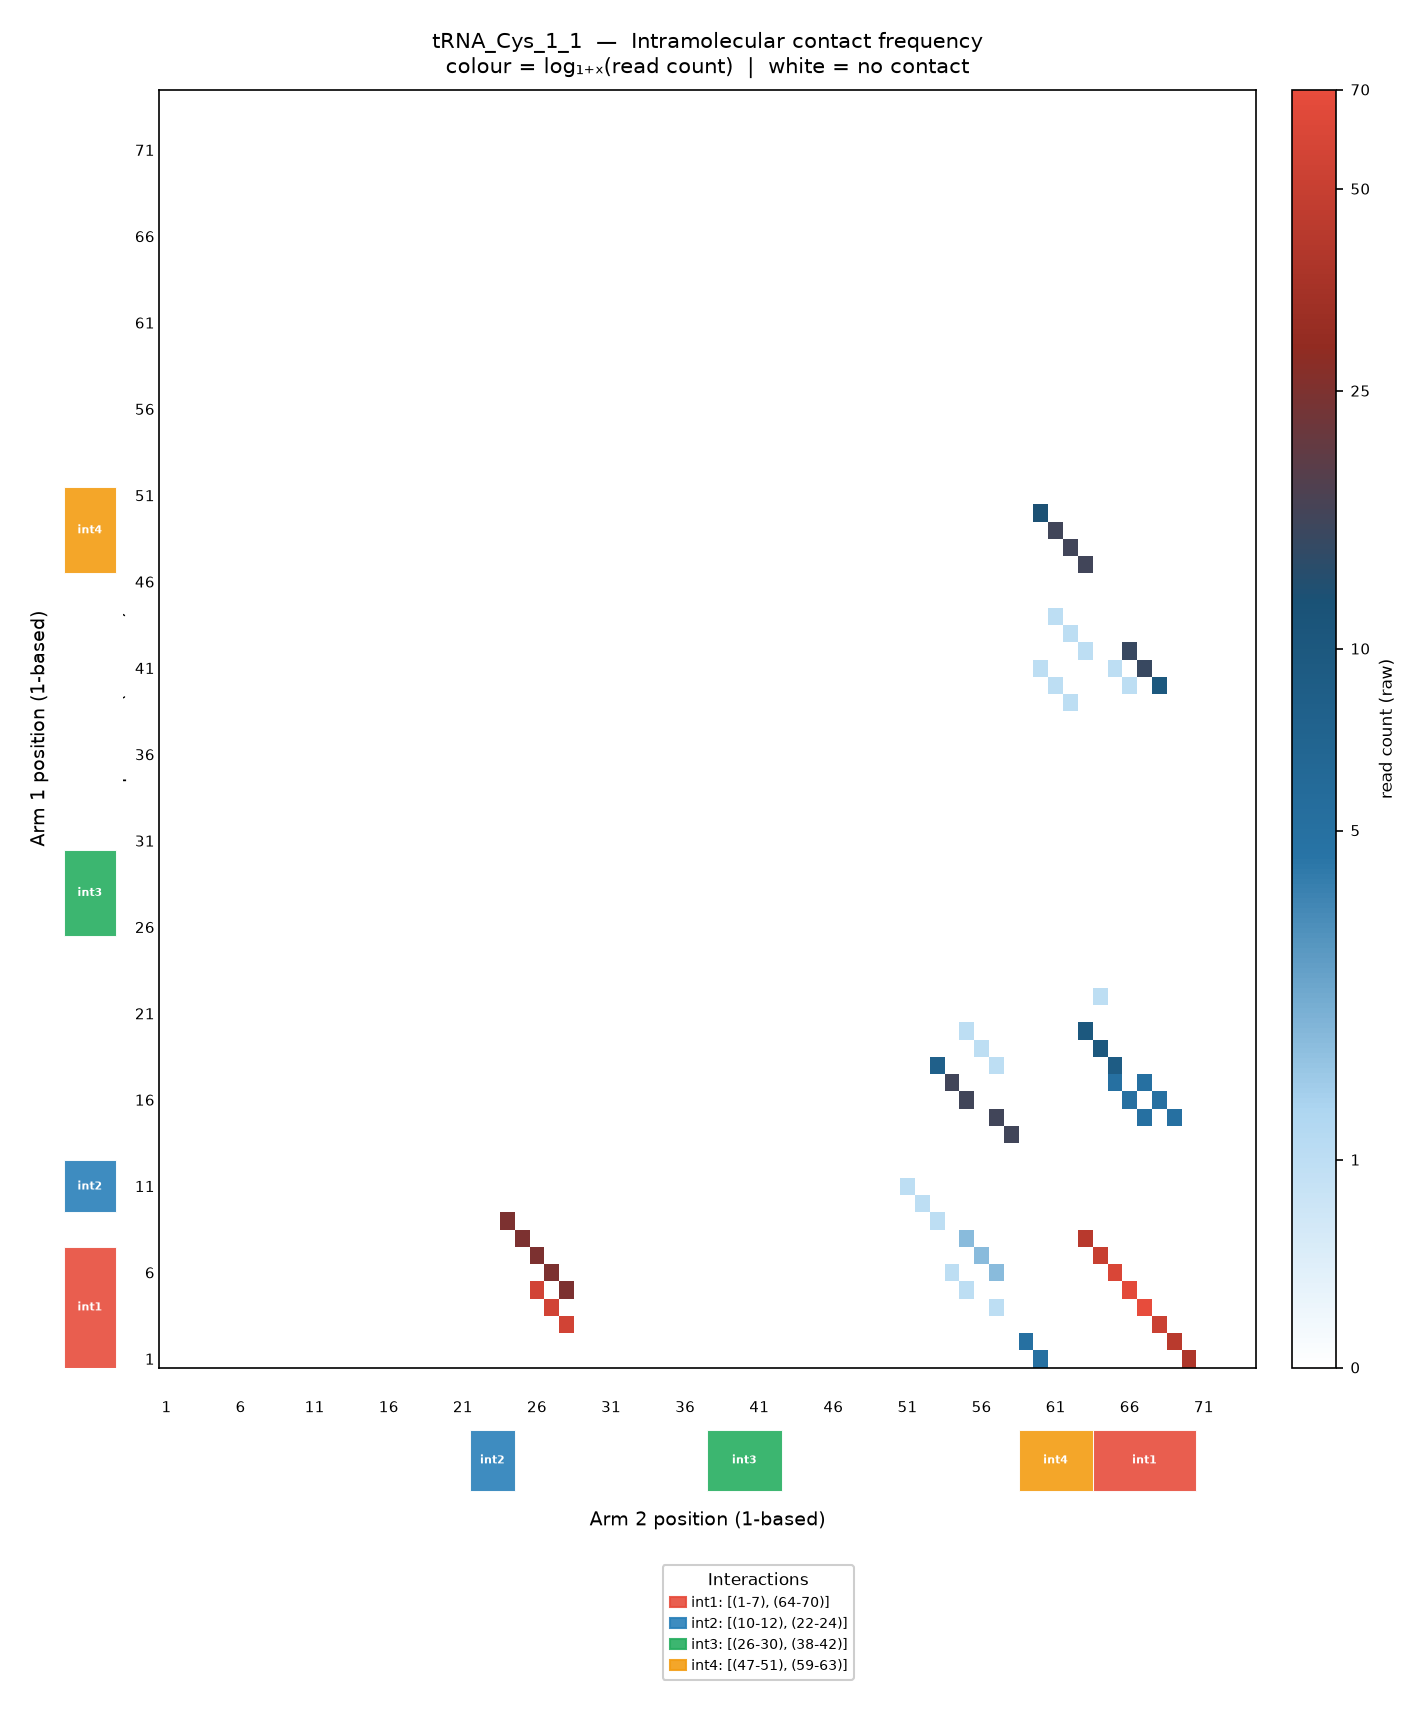 tRNA_Cys_1_1 — Intramolecular contact frequency
colour = log₁₊ₓ(read count) | white = no contact
Arm 1 position (1-based)
71
66
61
56
51
46
41
36
31
26
21
16
11
6
1
int4
int3
int2
int1
1 6 11 16 21 26 31 36 41 46 51 56 61 66 71
int2 int3 int4 int1
Arm 2 position (1-based)
70
50
25
10
5
1
0
read count (raw)
Interactions
int1: [(1-7), (64-70)]
int2: [(10-12), (22-24)]
int3: [(26-30), (38-42)]
int4: [(47-51), (59-63)]